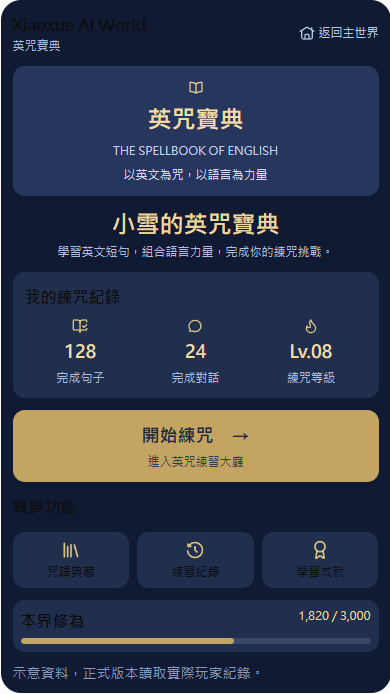 Xiaoxue AI World
英咒寶典
返回主世界
英咒寶典
THE SPELLBOOK OF ENGLISH
以英文為咒，以語言為力量
小雪的英咒寶典
學習英文短句，組合語言力量，完成你的練咒挑戰。
我的練咒紀錄
128
24
Lv.08
完成句子
完成對話
練咒等級
開始練咒 →
進入英咒練習大廳
寶典功能
咒語典藏
練習紀錄
學習成就
本界修為
1,820 / 3,000
示意資料，正式版本讀取實際玩家紀錄。